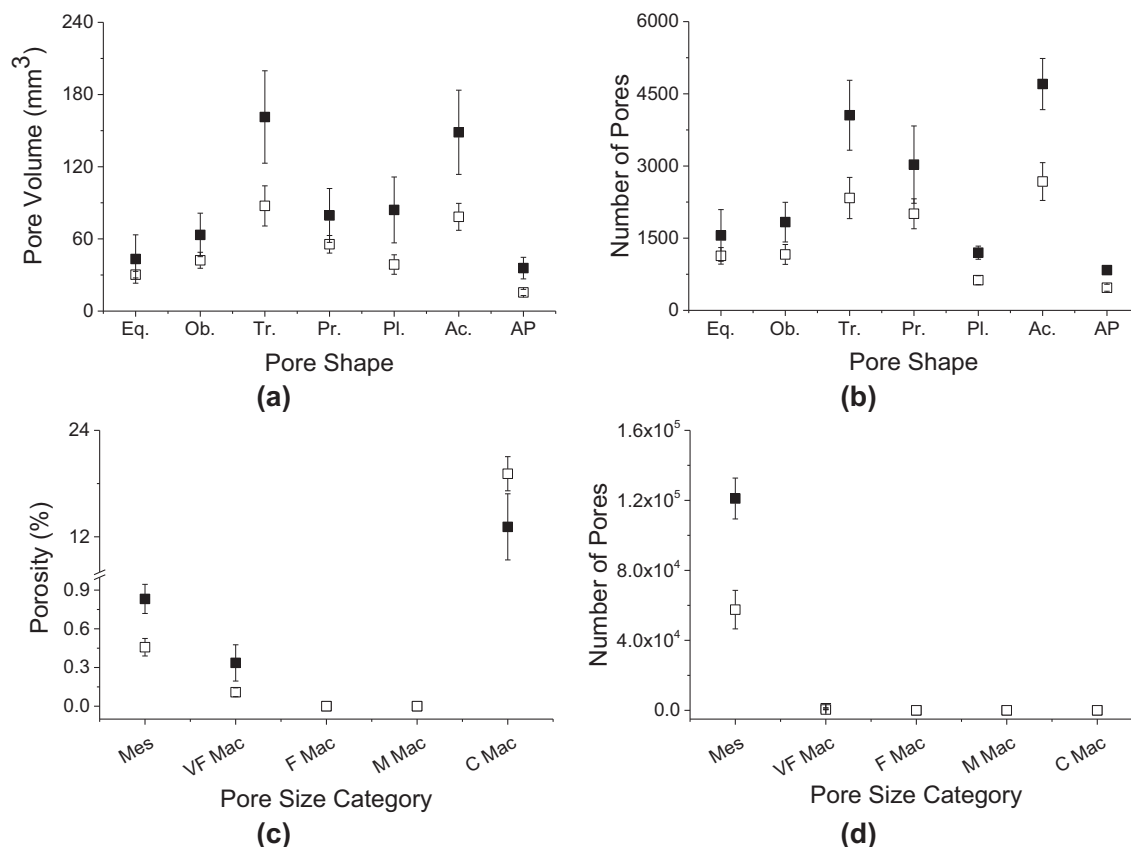 240
180
120
60
0
Pore Volume (mm³)
Eq. Ob. Tr. Pr. Pl. Ac. AP
Pore Shape
(a)
6000
4500
3000
1500
0
Number of Pores
Eq. Ob. Tr. Pr. Pl. Ac. AP
Pore Shape
(b)
24
12
0.9
0.6
0.3
0.0
Porosity (%)
Mes VF Mac F Mac M Mac C Mac
Pore Size Category
(c)
1.6x10⁵
1.2x10⁵
8.0x10⁴
4.0x10⁴
0.0
Number of Pores
Mes VF Mac F Mac M Mac C Mac
Pore Size Category
(d)